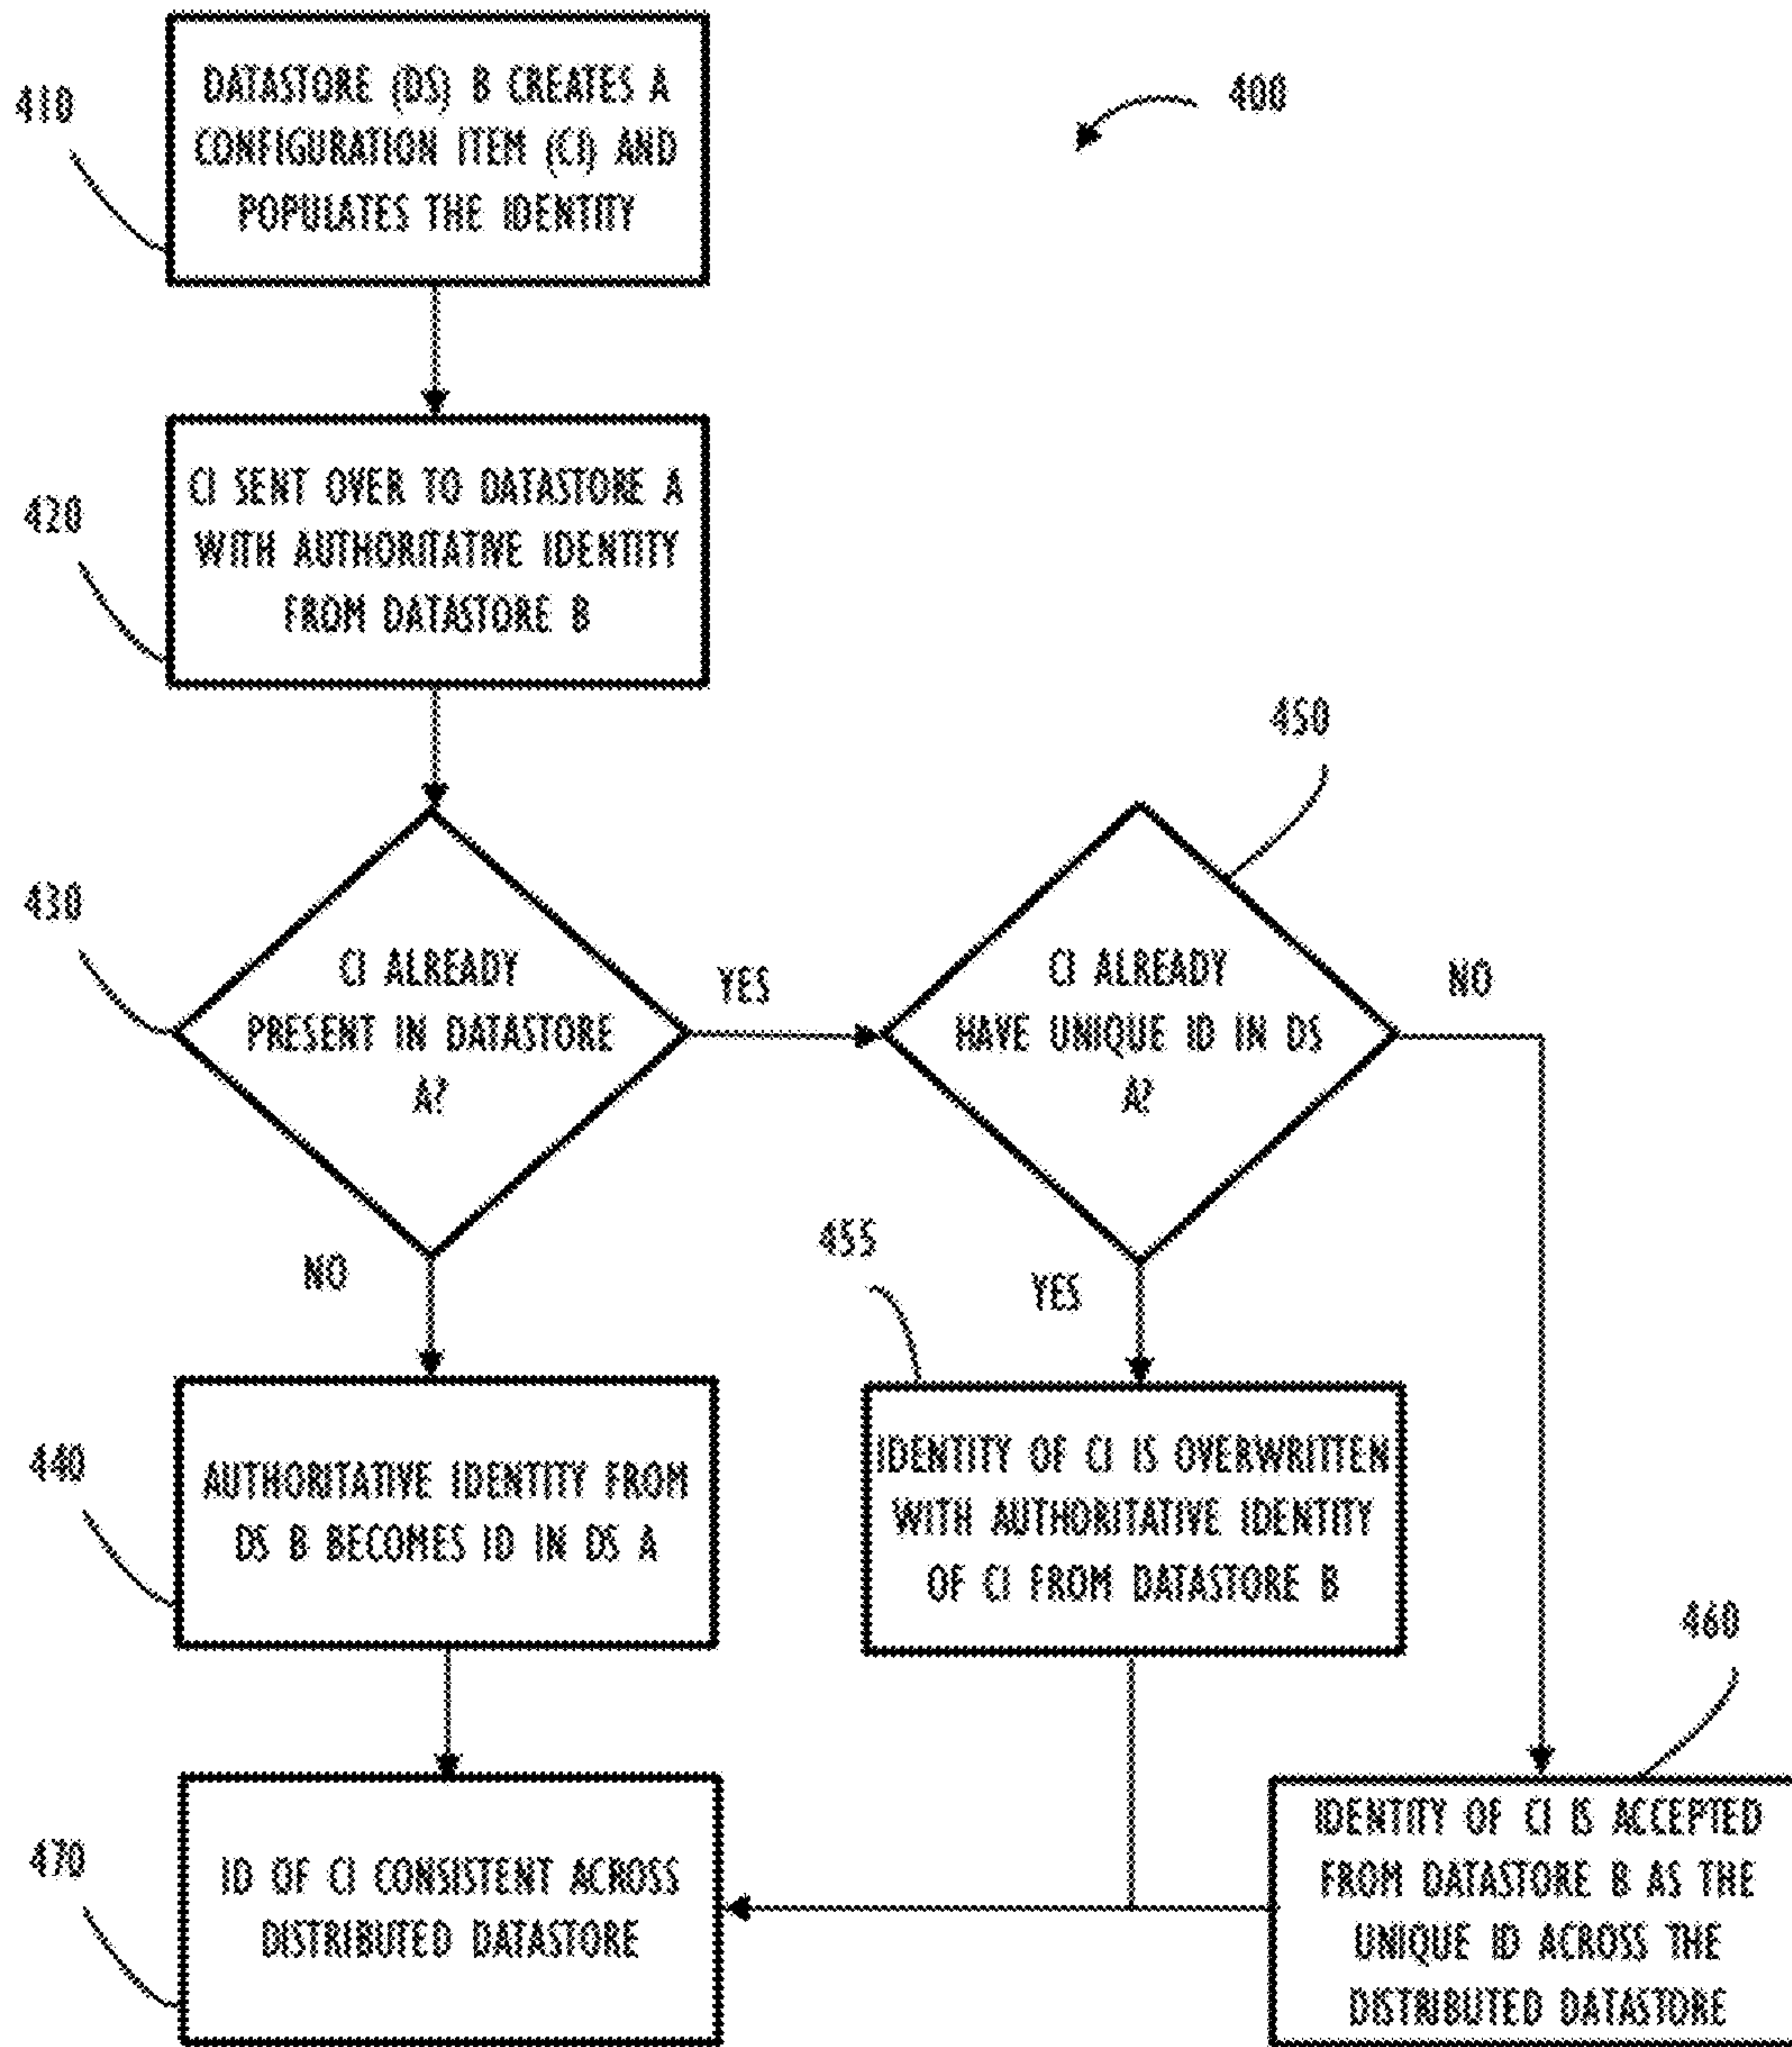 410
DATASTORE (DS) B CREATES A
CONFIGURATION ITEM (CI) AND
POPULATES THE IDENTITY
400
420
CI SENT OVER TO DATASTORE A
WITH AUTHORITATIVE IDENTITY
FROM DATASTORE B
430
CI ALREADY
PRESENT IN DATASTORE
A?
YES
NO
450
CI ALREADY
HAVE UNIQUE ID IN DS
A?
NO
YES
440
AUTHORITATIVE IDENTITY FROM
DS B BECOMES ID IN DS A
455
IDENTITY OF CI IS OVERWRITTEN
WITH AUTHORITATIVE IDENTITY
OF CI FROM DATASTORE B
460
IDENTITY OF CI IS ACCEPTED
FROM DATASTORE B AS THE
UNIQUE ID ACROSS THE
DISTRIBUTED DATASTORE
470
ID OF CI CONSISTENT ACROSS
DISTRIBUTED DATASTORE